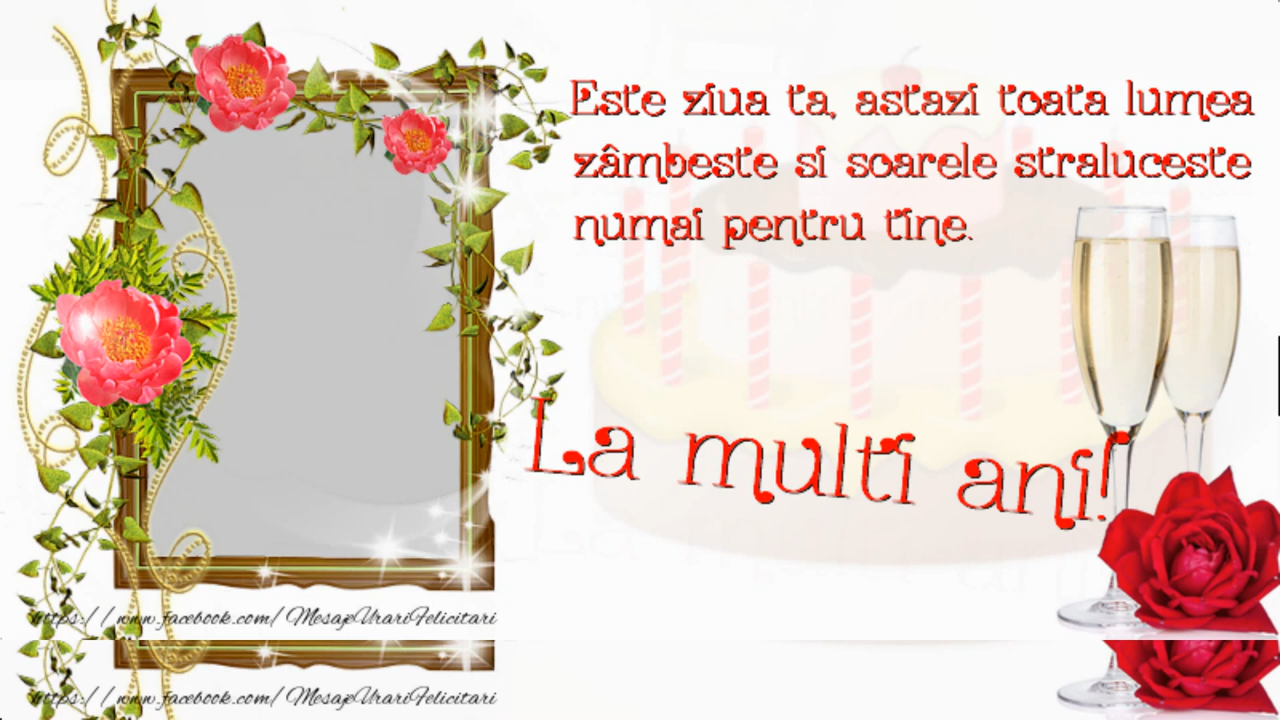 Este ziua ta, astazi toata lumea
zâmbeste si soarele straluceste
numai pentru tine.
La multi ani!
https://www.facebook.com/MesajeUrariFelicitari
https://www.facebook.com/MesajeUrariFelicitari